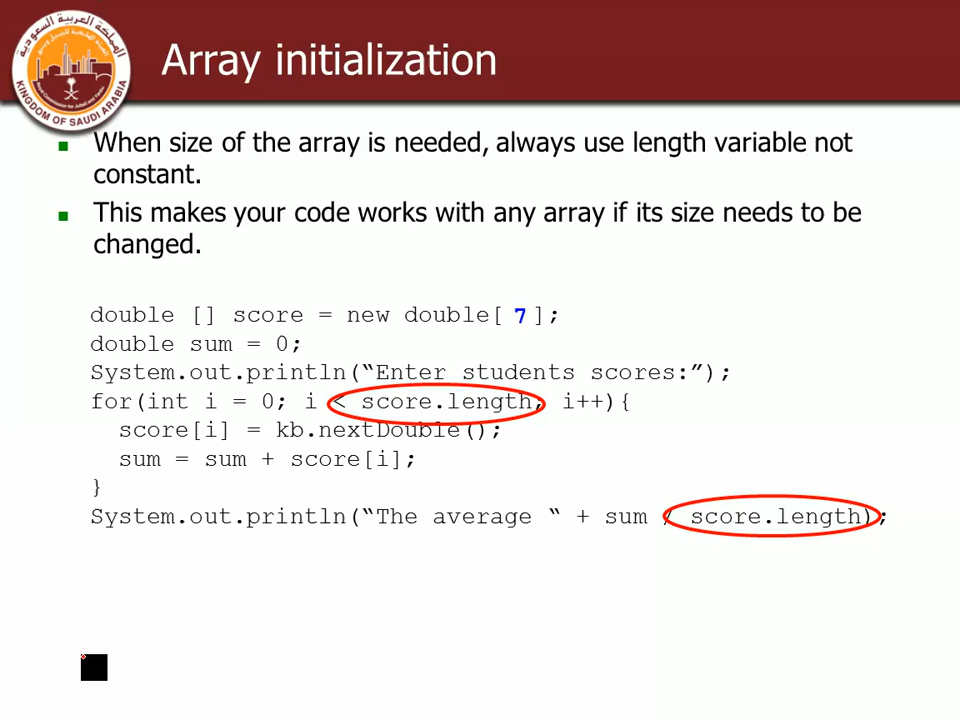 المملكة العربية السعودية
KINGDOM OF SAUDI ARABIA
Array initialization
When size of the array is needed, always use length variable not
constant.
This makes your code works with any array if its size needs to be
changed.
double [] score = new double[ 7 ];
double sum = 0;
System.out.println(“Enter students scores:”);
for(int i = 0; i < score.length; i++){
score[i] = kb.nextDouble();
sum = sum + score[i];
}
System.out.println(“The average “ + sum / score.length);